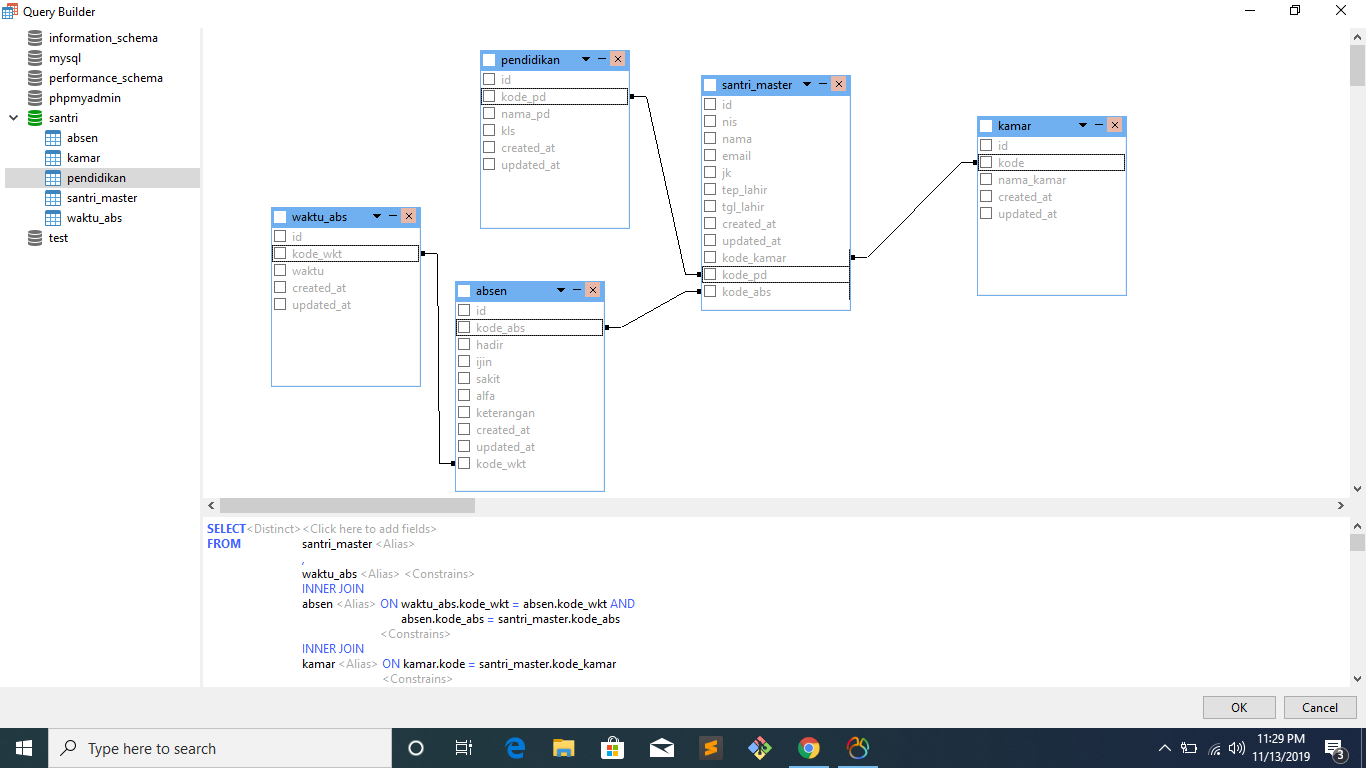 Query Builder
information_schema
mysql
performance_schema
phpmyadmin
santri
absen
kamar
pendidikan
santri_master
waktu_abs
test
pendidikan
id
kode_pd
nama_pd
kls
created_at
updated_at
santri_master
id
nis
nama
email
jk
tep_lahir
tgl_lahir
created_at
updated_at
kode_kamar
kode_pd
kode_abs
kamar
id
kode
nama_kamar
created_at
updated_at
waktu_abs
id
kode_wkt
waktu
created_at
updated_at
absen
id
kode_abs
hadir
ijin
sakit
alfa
keterangan
created_at
updated_at
kode_wkt
SELECT <Distinct> <Click here to add fields>
FROM santri_master <Alias>
,
waktu_abs <Alias> <Constrains>
INNER JOIN
absen <Alias> ON waktu_abs.kode_wkt = absen.kode_wkt AND
absen.kode_abs = santri_master.kode_abs
<Constrains>
INNER JOIN
kamar <Alias> ON kamar.kode = santri_master.kode_kamar
<Constrains>
OK Cancel
Type here to search
11:29 PM
11/13/2019
3